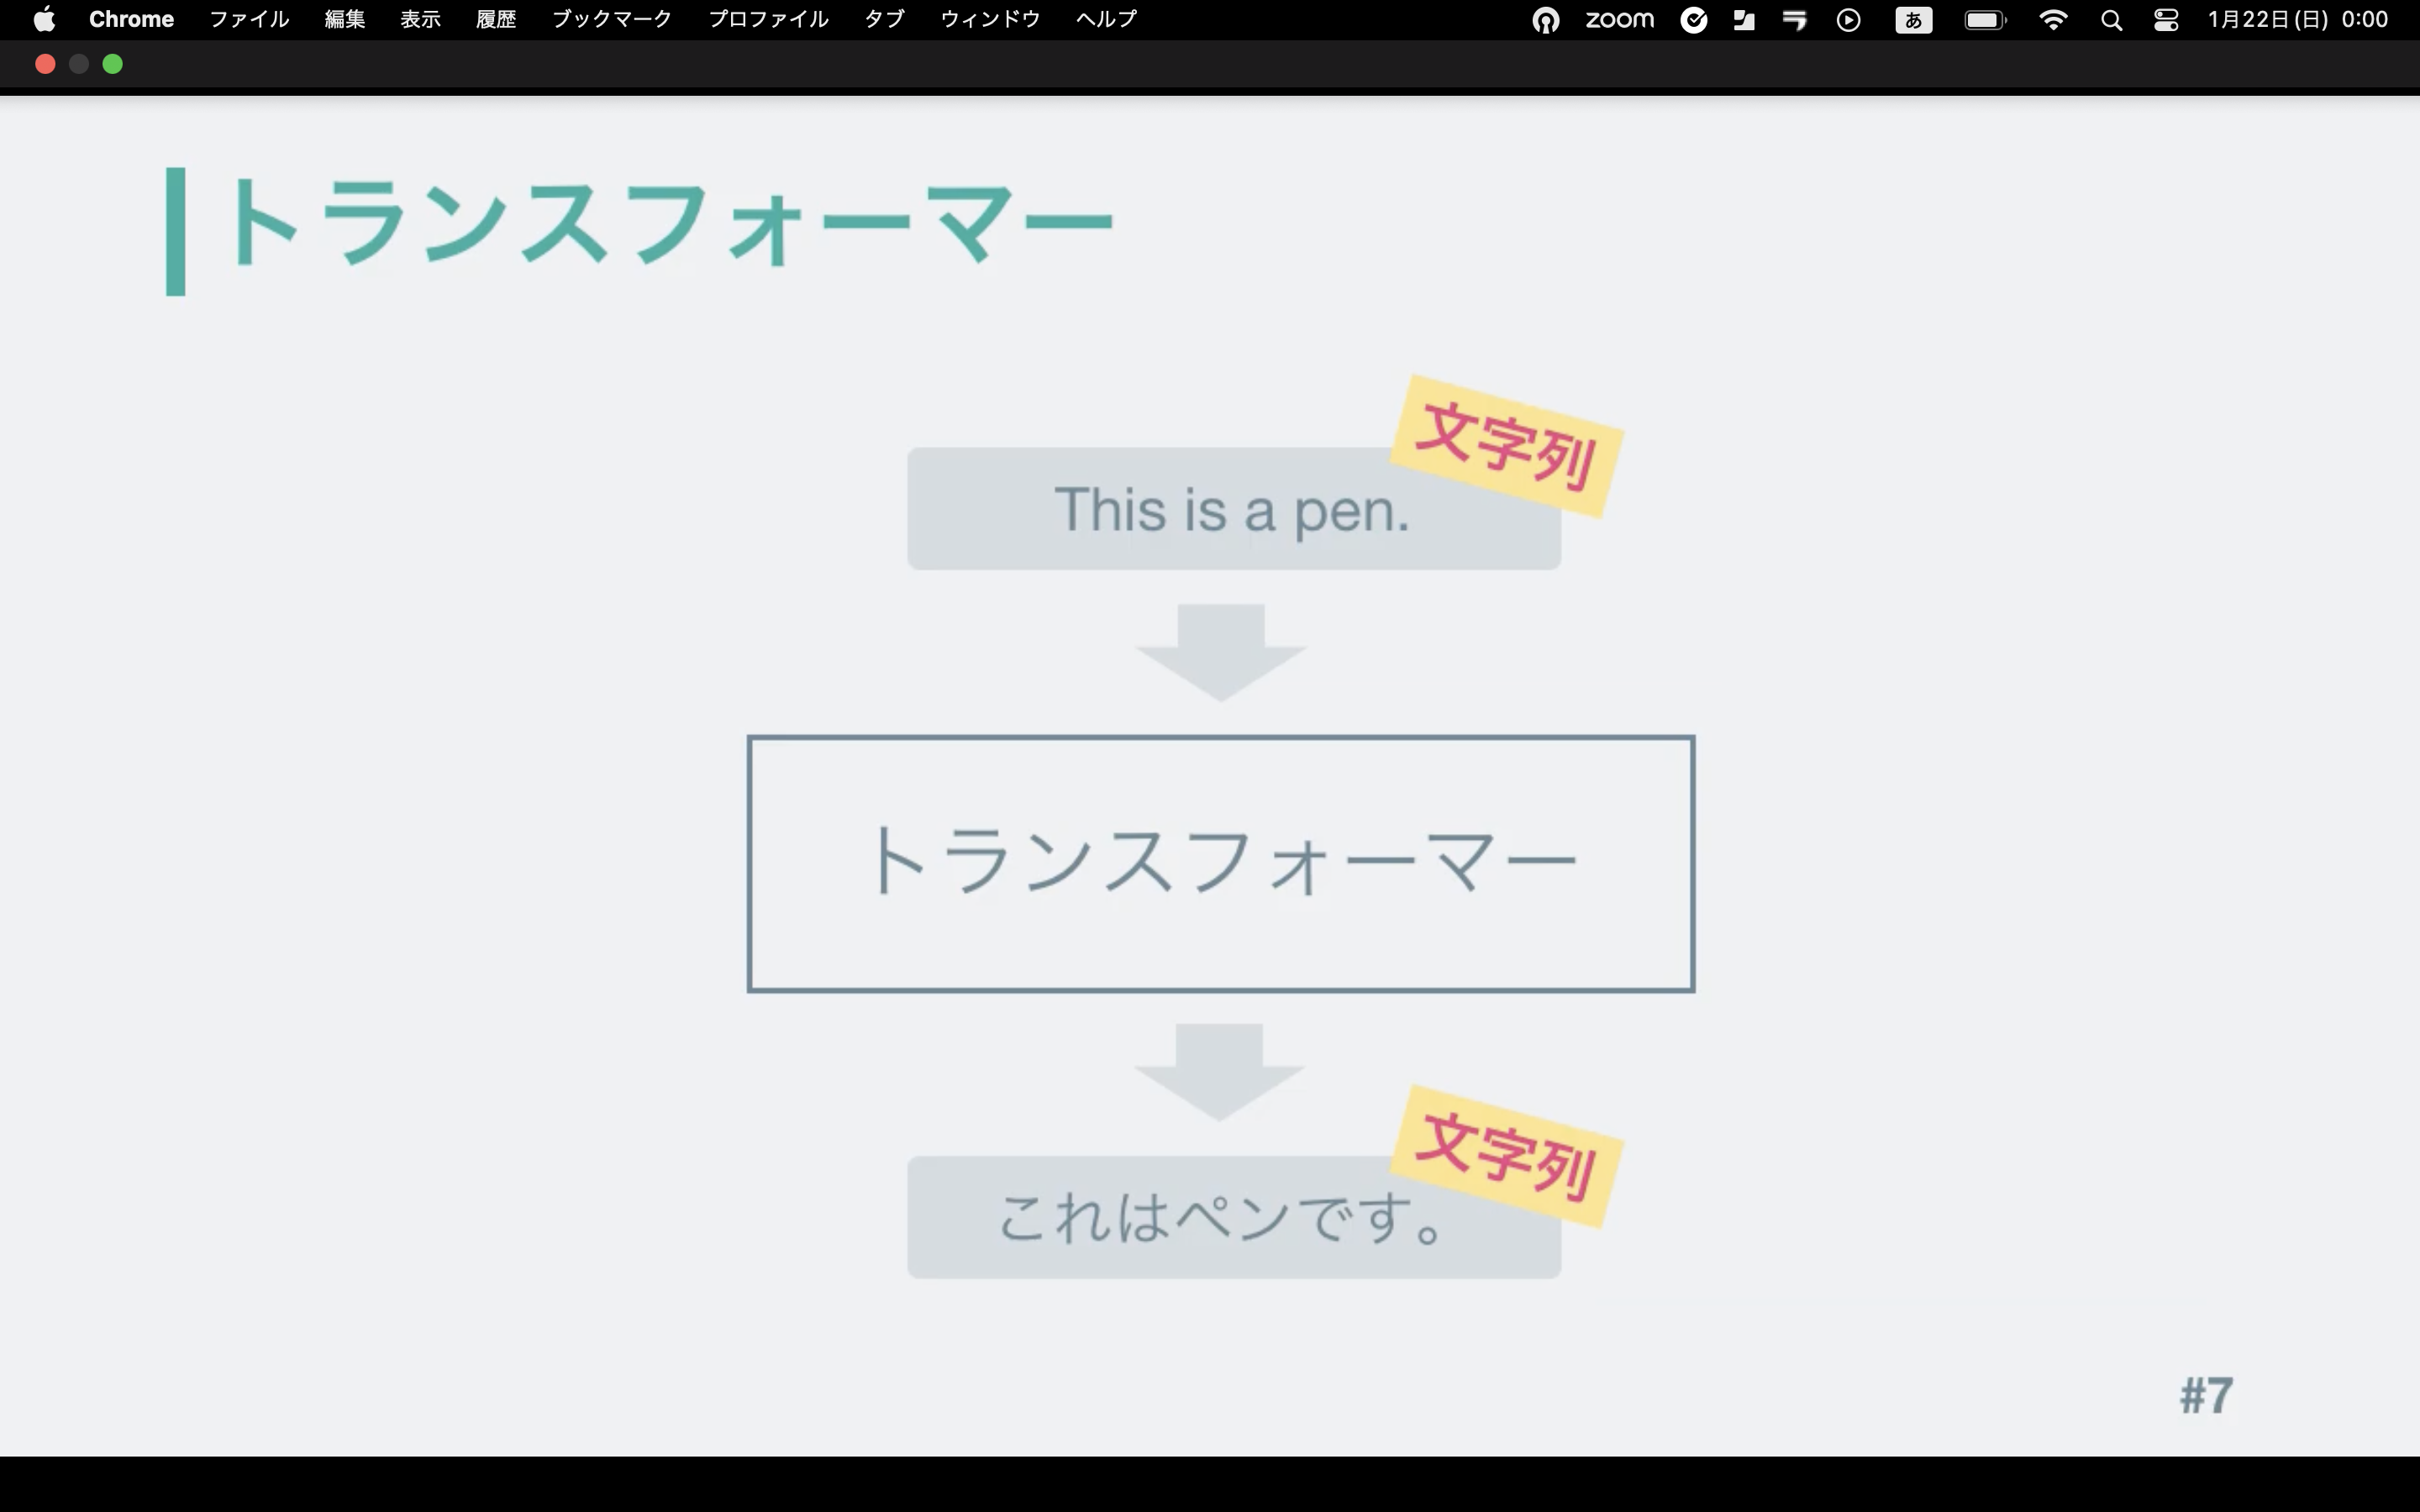 Chrome ファイル 編集 表示 履歴 ブックマーク プロファイル タブ ウィンドウ ヘルプ zoom あ 1月22日(日) 0:00
トランスフォーマー
文字列
This is a pen.
トランスフォーマー
文字列
これはペンです。
#7